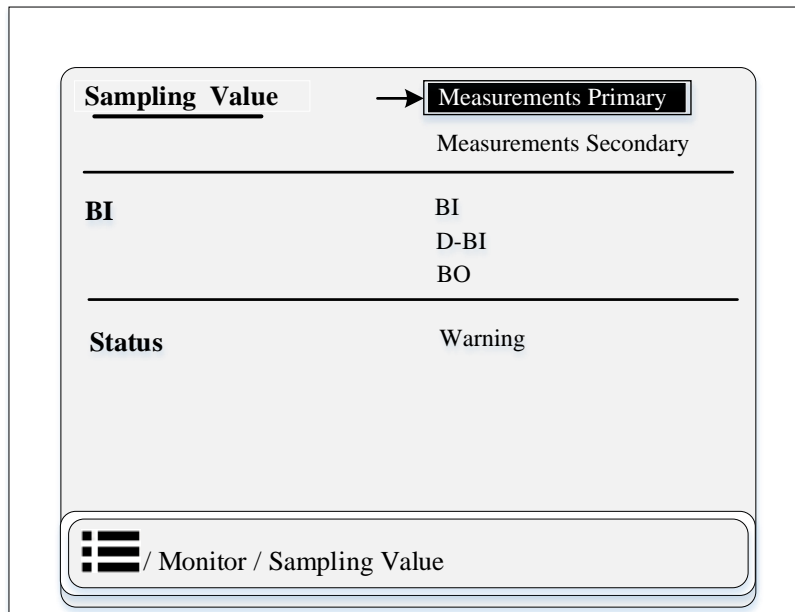 Sampling Value Measurements Primary
Measurements Secondary
BI BI
D-BI
BO
Status Warning
/ Monitor / Sampling Value